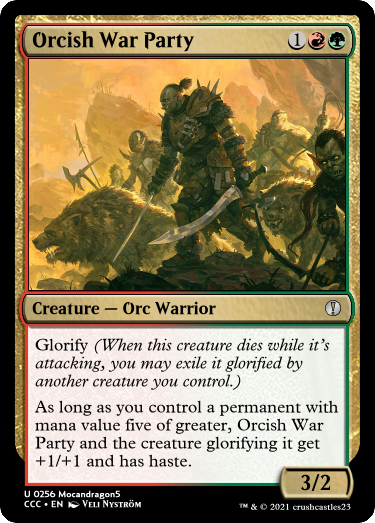 Orcish War Party 1
Creature — Orc Warrior
Glorify (When this creature dies while it's
attacking, you may exile it glorified by
another creature you control.)
As long as you control a permanent with
mana value five of greater, Orcish War
Party and the creature glorifying it get
+1/+1 and has haste.
3/2
U 0256 Mocandragon5
CCC • EN Veli Nyström
™ & © 2021 crushcastles23